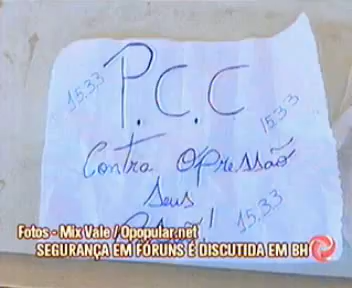 P.C.C
15.33
15.33
Contra OPressão
Seus
15.33
Fotos - Mix Vale / Opopular.net
SEGURANÇA EM FÓRUNS É DISCUTIDA EM BH